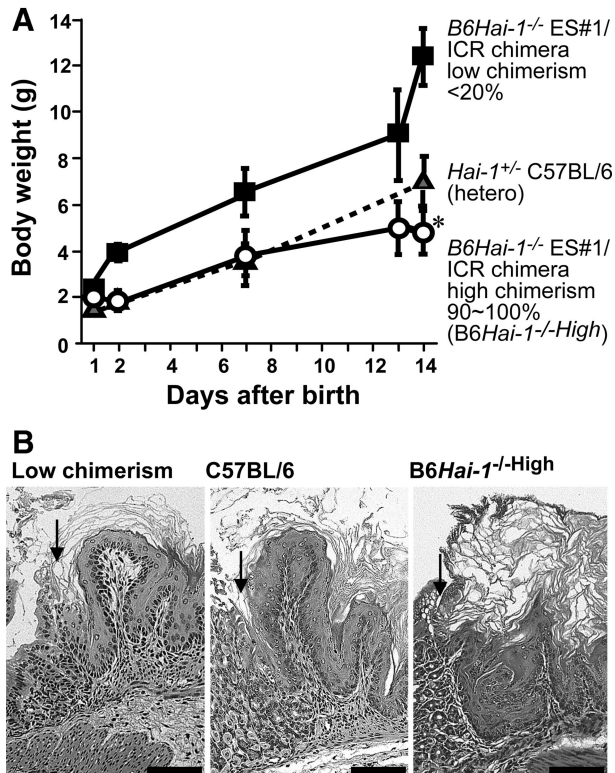 A
Body weight (g)
14
12
10
8
6
4
2
0
1 2 4 6 8 10 12 14
Days after birth
*
B6Hai-1-/- ES#1/
ICR chimera
low chimerism
<20%
Hai-1+/- C57BL/6
(hetero)
B6Hai-1-/- ES#1/
ICR chimera
high chimerism
90~100%
(B6Hai-1-/-High)
B
Low chimerism C57BL/6 B6Hai-1-/-High